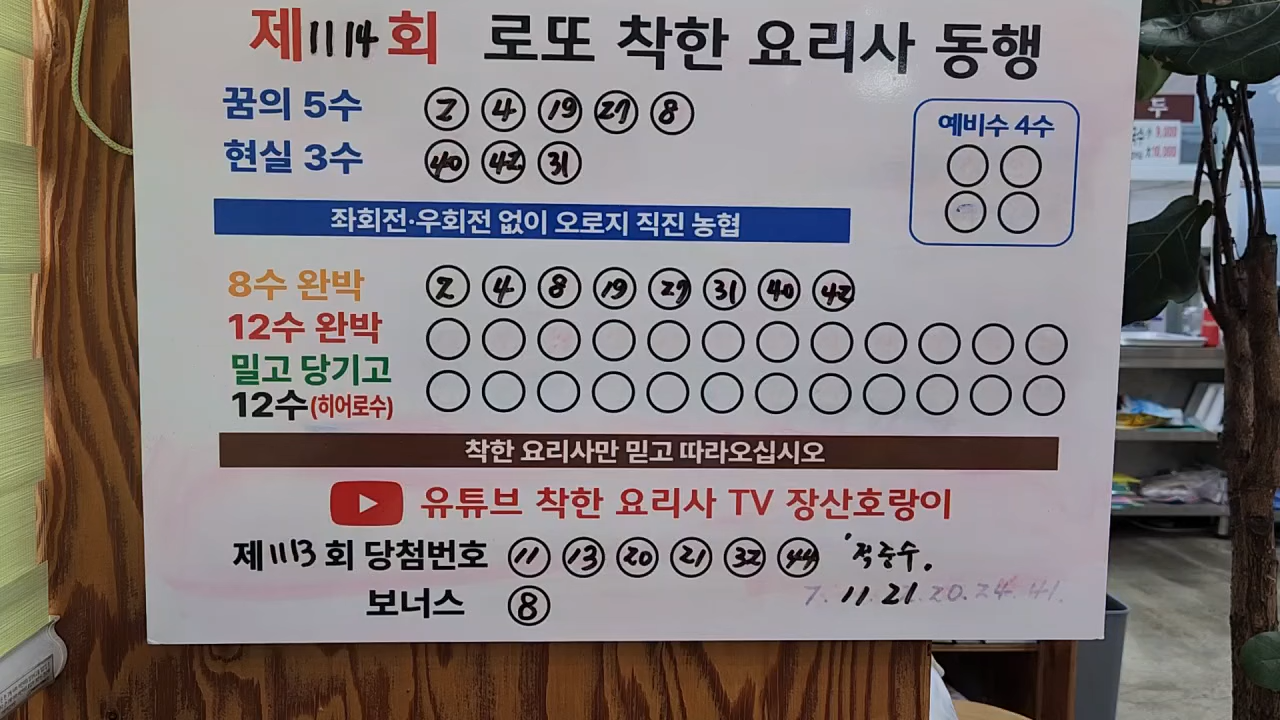 제1114회 로또 착한 요리사 동행
꿈의 5수 2 4 19 27 8
현실 3수 40 42 31
예비수 4수
좌회전·우회전 없이 오로지 직진 농협
8수 완박 2 4 8 19 27 31 40 42
12수 완박
밀고 당기고
12수(히어로수)
착한 요리사만 믿고 따라오십시오
유튜브 착한 요리사 TV 장산호랑이
제1113회 당첨번호 11 13 20 21 32 44 적중수.
보너스 8
7. 11. 21. 20. 24. 41.
두
9,000
10,000